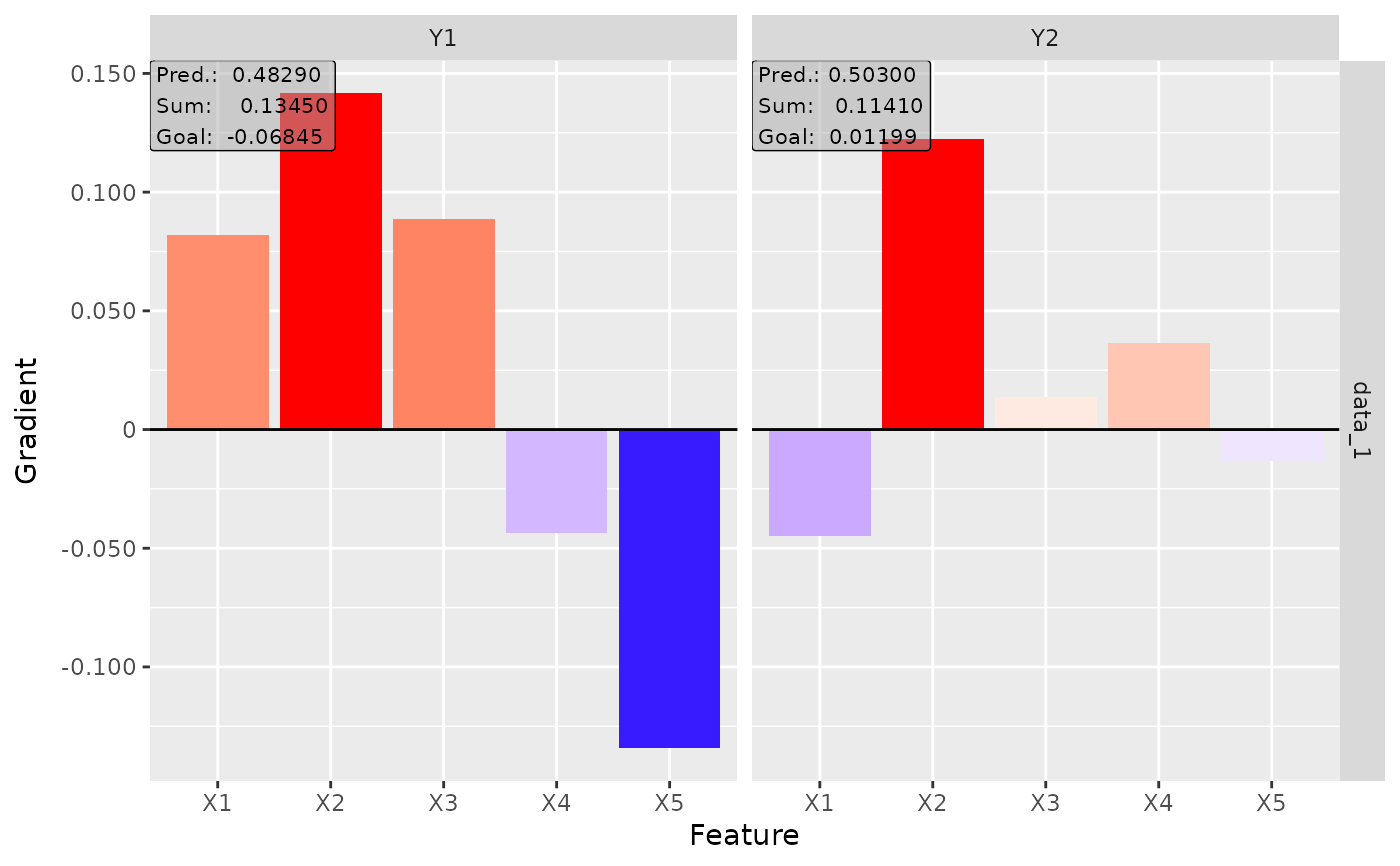 Y1
Y2
Pred.: 0.48290
Sum: 0.13450
Goal: -0.06845
Pred.: 0.50300
Sum: 0.11410
Goal: 0.01199
0.150
0.100
0.050
0
-0.050
-0.100
Gradient
data_1
X1 X2 X3 X4 X5
X1 X2 X3 X4 X5
Feature